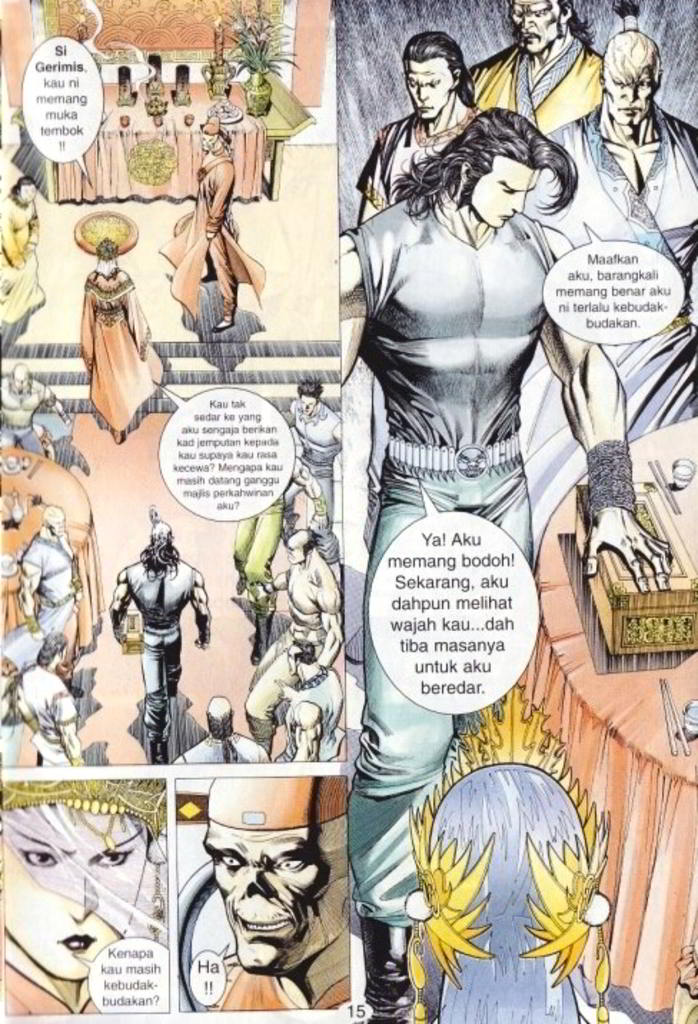 Si
Gerimis,
kau ni
memang
muka
tembok
!!
Kau tak
sedar ke yang
aku sengaja berikan
kad jemputan kepada
kau supaya kau rasa
kecewa? Mengapa kau
masih datang ganggu
majlis perkahwinan
aku?
Kenapa
kau masih
kebudak-
budakan?
Ha
!!
Maafkan
aku, barangkali
memang benar aku
ni terlalu kebudak-
budakan.
Ya! Aku
memang bodoh!
Sekarang, aku
dahpun melihat
wajah kau...dah
tiba masanya
untuk aku
beredar.
15